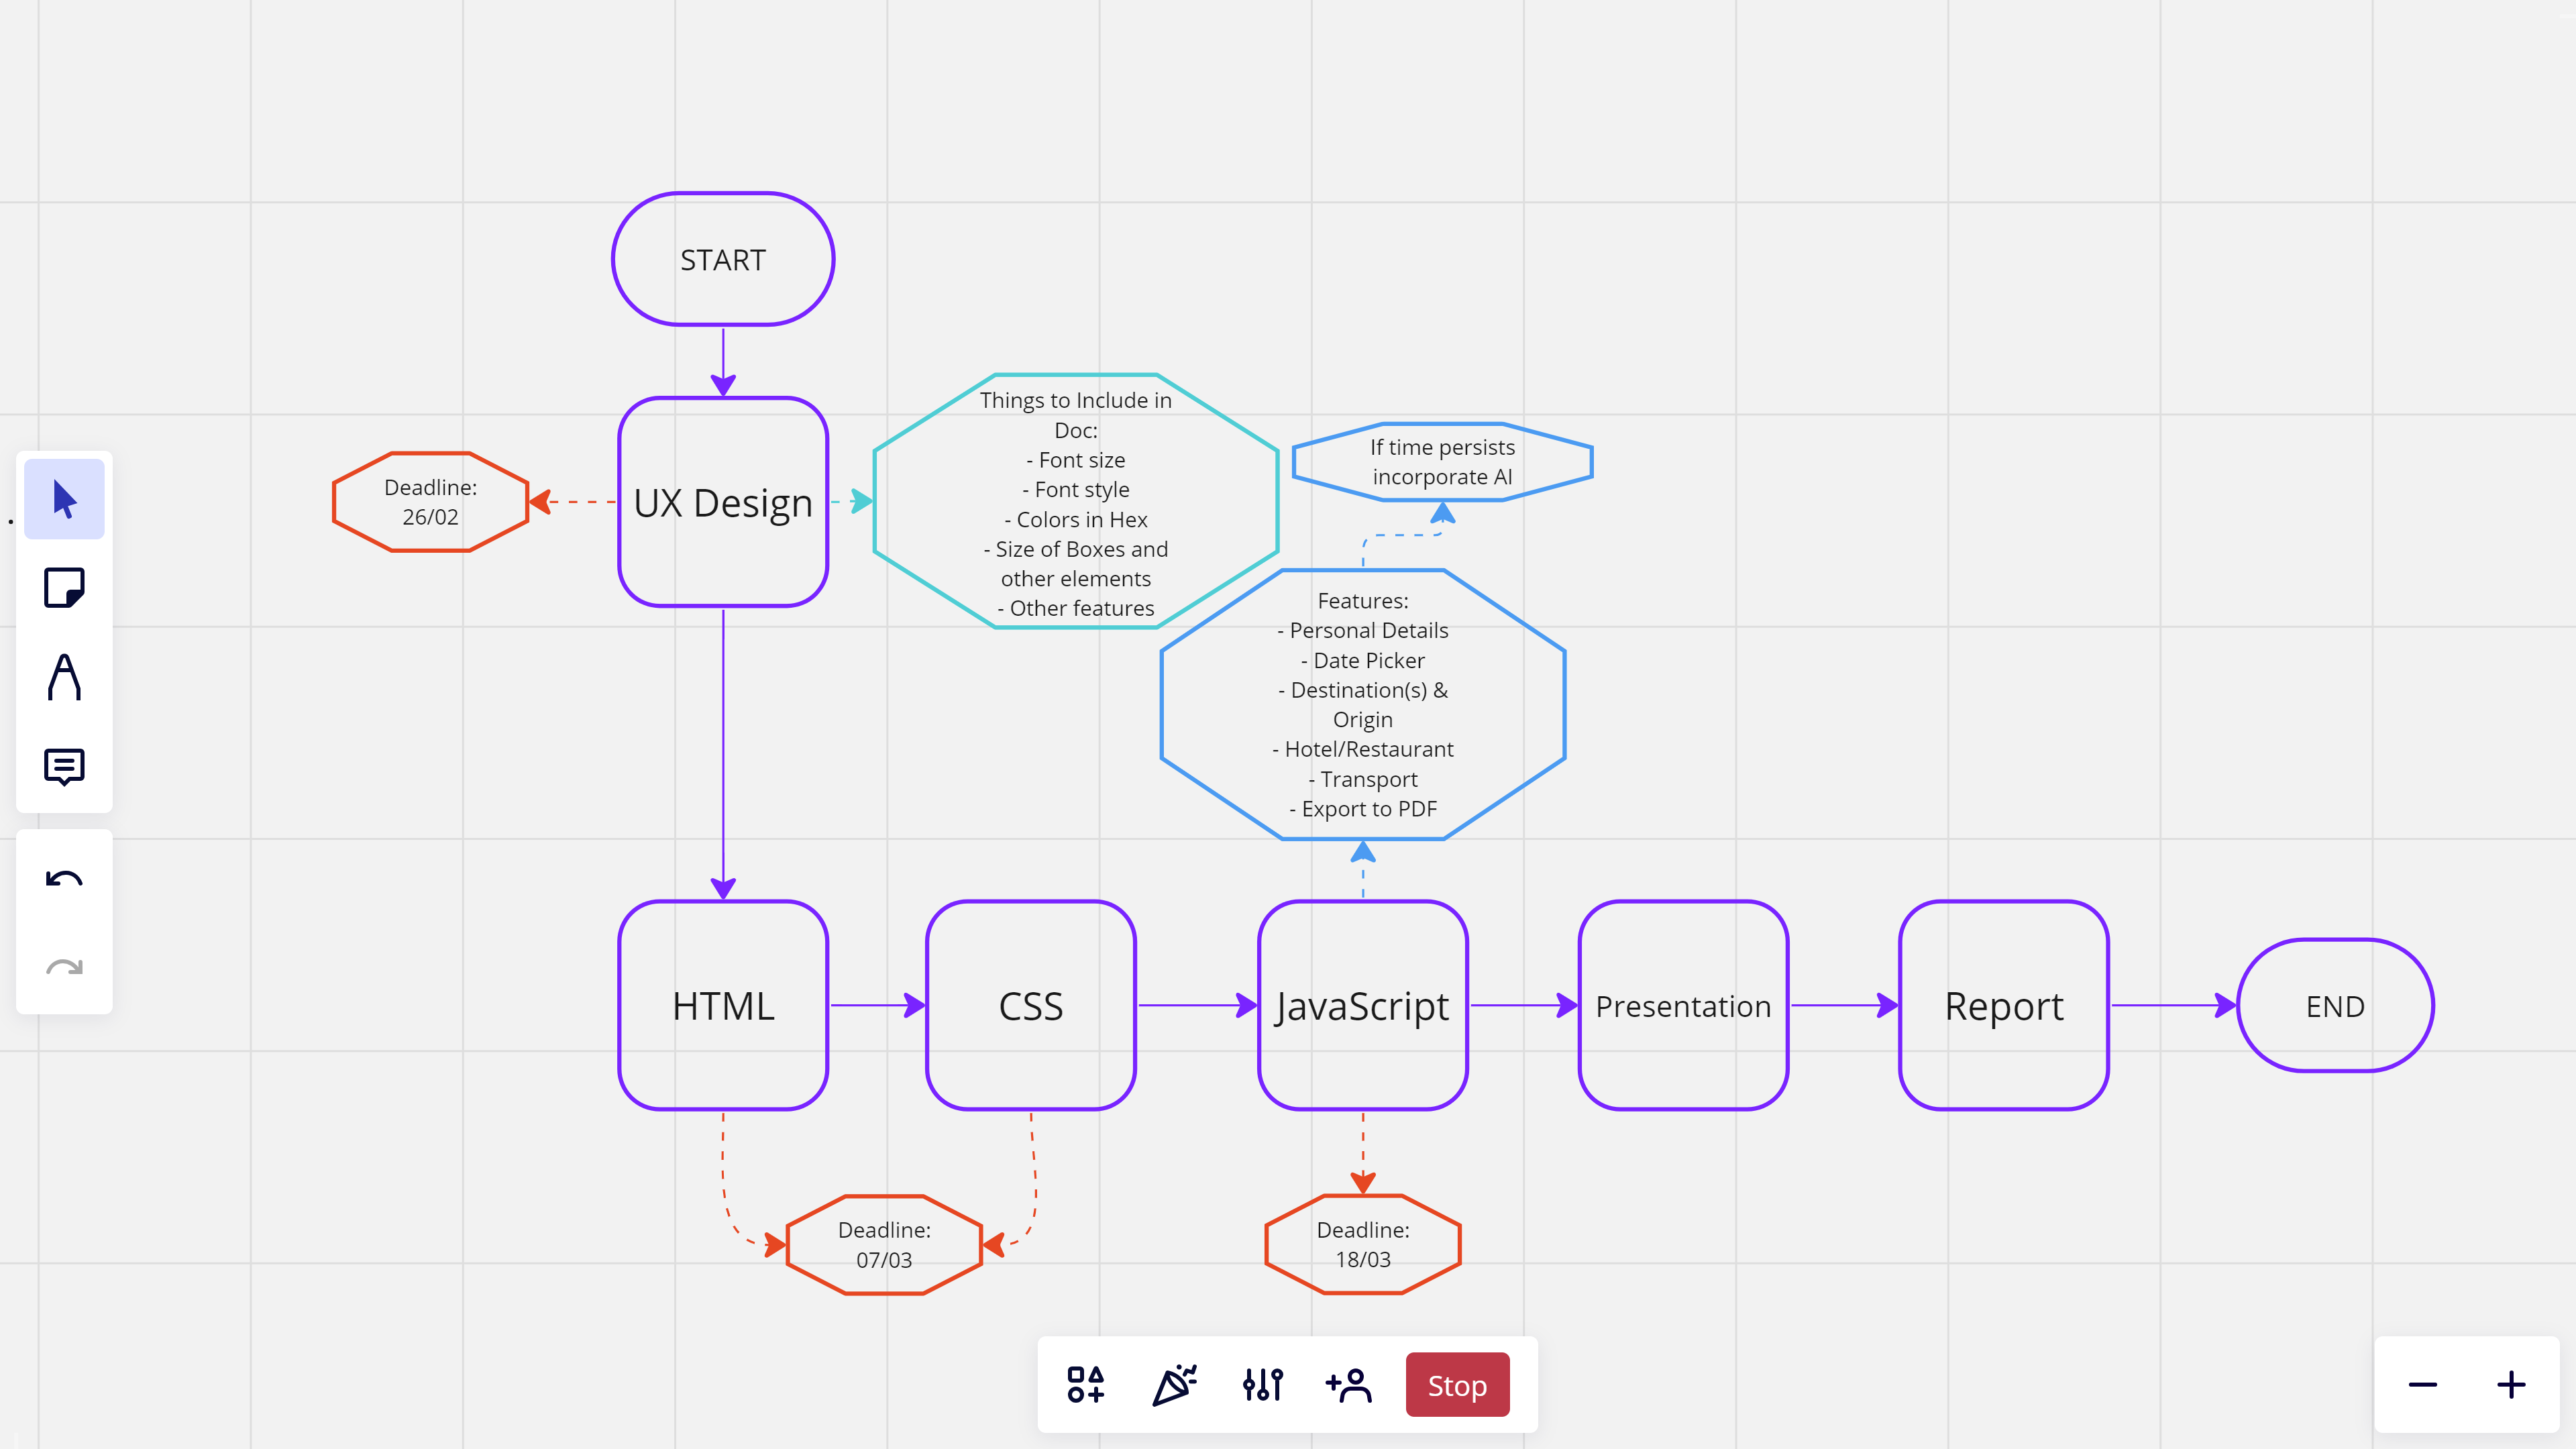 START
Things to Include in
Doc:
- Font size
- Font style
- Colors in Hex
- Size of Boxes and
other elements
- Other features
If time persists
incorporate AI
Deadline:
26/02
UX Design
Features:
- Personal Details
- Date Picker
- Destination(s) &
Origin
- Hotel/Restaurant
- Transport
- Export to PDF
HTML
CSS
JavaScript
Presentation
Report
END
Deadline:
07/03
Deadline:
18/03
Stop